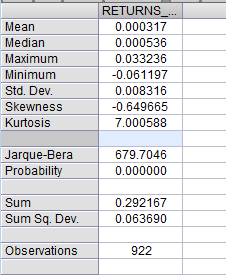 RETURNS_...
Mean 0.000317
Median 0.000536
Maximum 0.033236
Minimum -0.061197
Std. Dev. 0.008316
Skewness -0.649665
Kurtosis 7.000588
Jarque-Bera 679.7046
Probability 0.000000
Sum 0.292167
Sum Sq. Dev. 0.063690
Observations 922